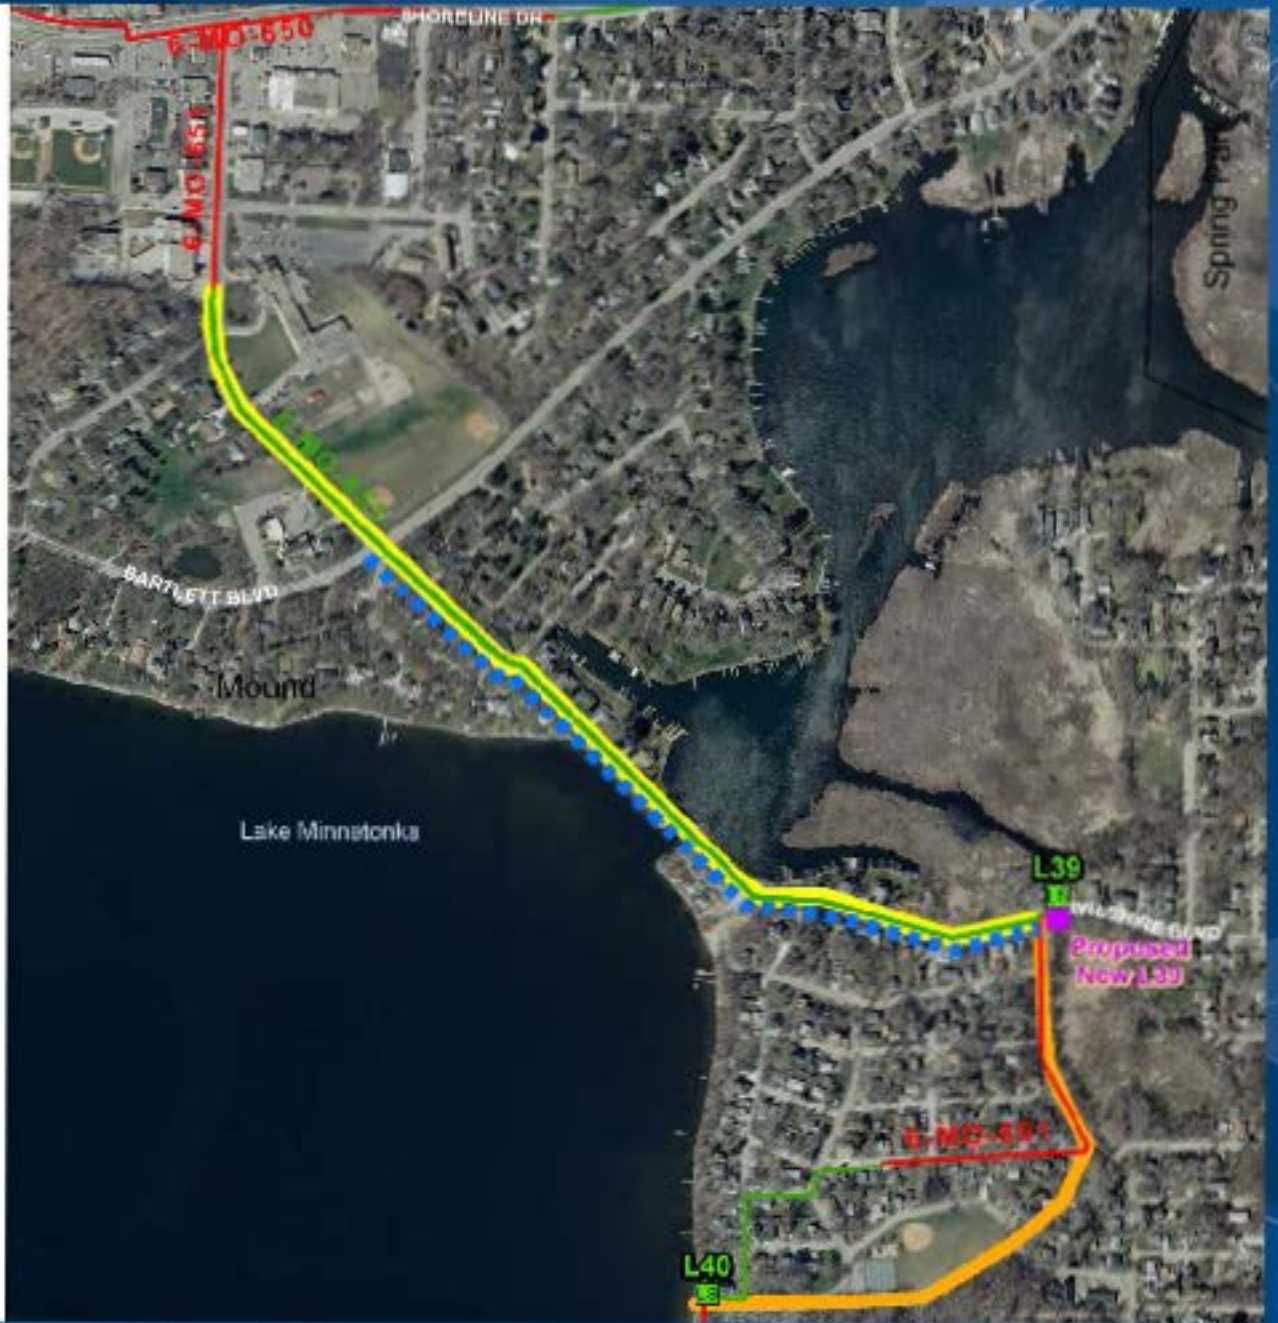 SHORELINE DR
6-MO-650
6-MO-651
Spring Park
BARTLETT BLVD
Mound
Lake Minnetonka
L39
WILSHIRE BLVD
Proposed
New L39
6-MO-651
L40